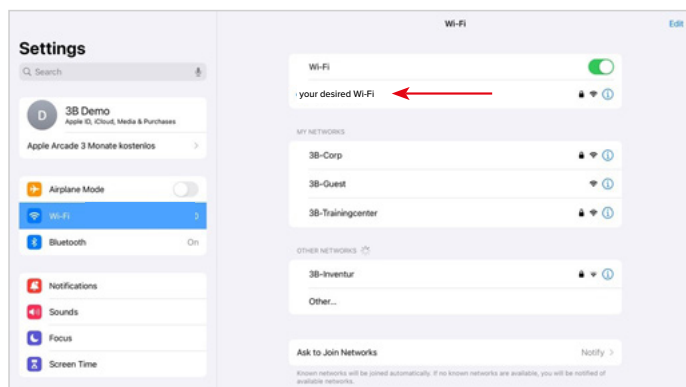 Wi-Fi
Edit
Settings
Search
D
3B Demo
Apple ID, iCloud, Media & Purchases
Apple Arcade 3 Monate kostenlos
Airplane Mode
Wi-Fi
Bluetooth
On
Notifications
Sounds
Focus
Screen Time
Wi-Fi
your desired Wi-Fi
MY NETWORKS
3B-Corp
3B-Guest
3B-Trainingcenter
OTHER NETWORKS
3B-Inventur
Other...
Ask to Join Networks
Notify
Known networks will be joined automatically. If no known networks are available, you will be notified of
available networks.